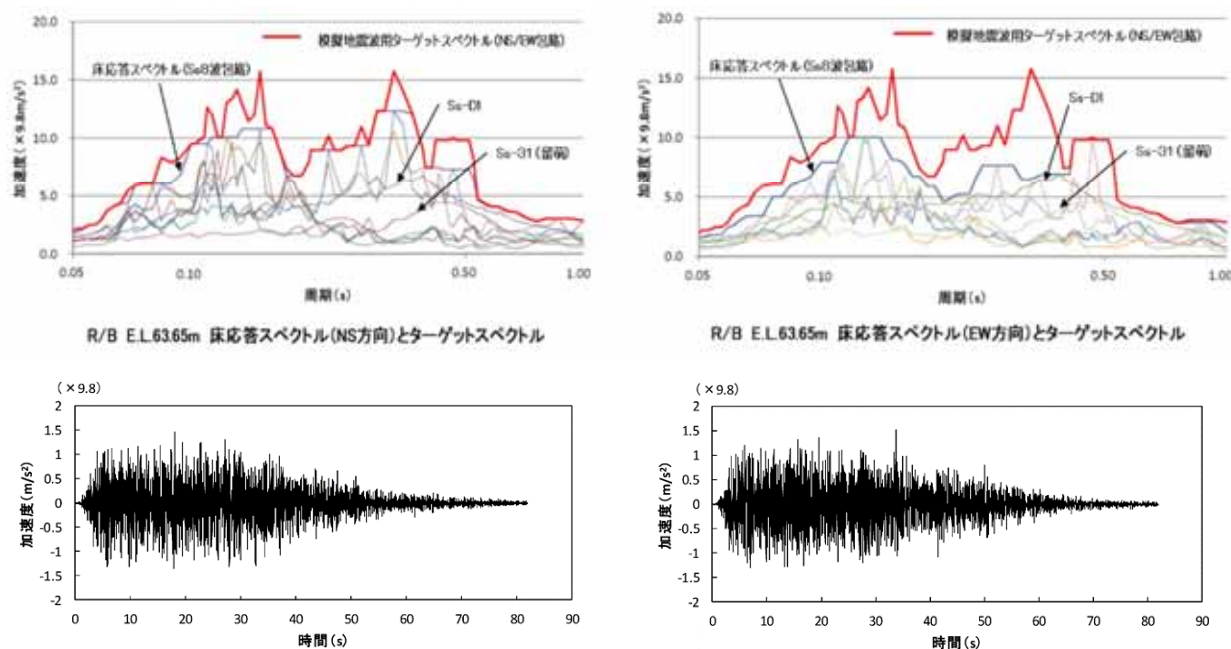 20.0
15.0
10.0
5.0
0.0
加速度(×9.8m/s²)
模擬地震波用ターゲットスペクトル(NS/EW包絡)
床応答スペクトル(Ss8波包絡)
Ss-D1
Ss-31(留萌)
0.05 0.10 0.50 1.00
周期(s)
R/B E.L.63.65m 床応答スペクトル(NS方向)とターゲットスペクトル
20.0
15.0
10.0
5.0
0.0
加速度(×9.8m/s²)
模擬地震波用ターゲットスペクトル(NS/EW包絡)
床応答スペクトル(Ss8波包絡)
Ss-D1
Ss-31(留萌)
0.05 0.10 0.50 1.00
周期(s)
R/B E.L.63.65m 床応答スペクトル(EW方向)とターゲットスペクトル
(×9.8)
2
1.5
1
0.5
0
-0.5
-1
-1.5
-2
加速度(m/s²)
0 10 20 30 40 50 60 70 80 90
時間(s)
(×9.8)
2
1.5
1
0.5
0
-0.5
-1
-1.5
-2
加速度(m/s²)
0 10 20 30 40 50 60 70 80 90
時間(s)